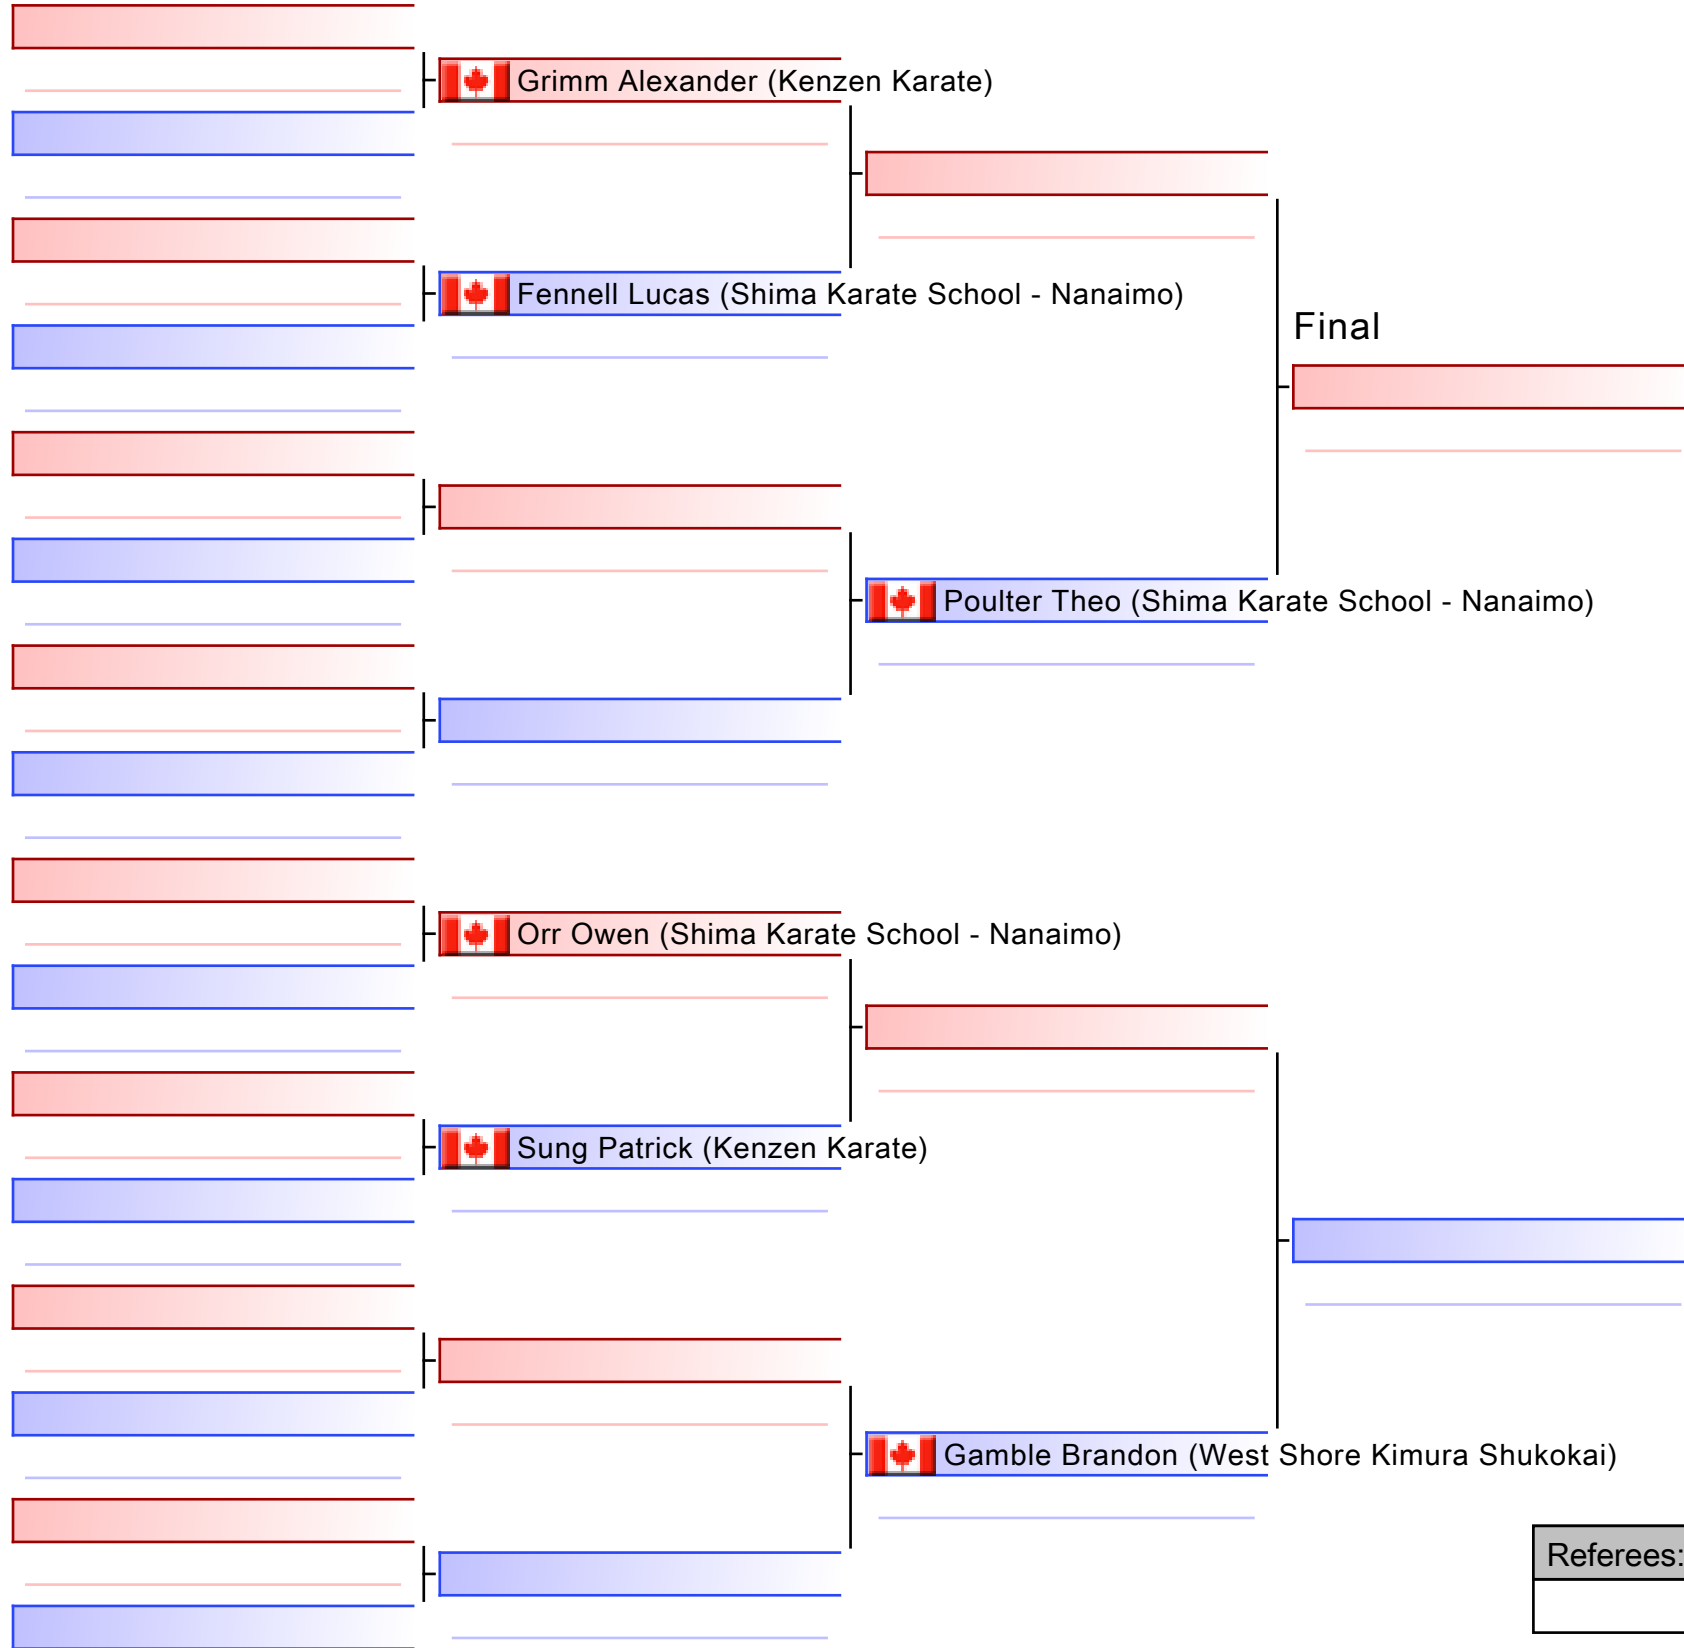 Grimm Alexander (Kenzen Karate)
Fennell Lucas (Shima Karate School - Nanaimo)
Final
Poulter Theo (Shima Karate School - Nanaimo)
Orr Owen (Shima Karate School - Nanaimo)
Sung Patrick (Kenzen Karate)
Gamble Brandon (West Shore Kimura Shukokai)
Referees: